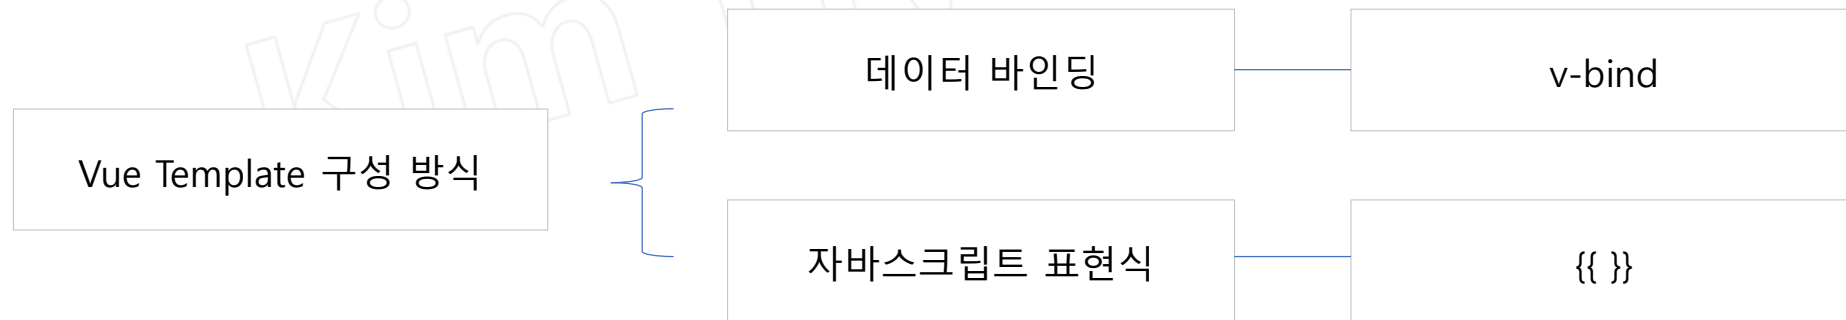 데이터 바인딩
v-bind
Vue Template 구성 방식
자바스크립트 표현식
{{ }}
Kim